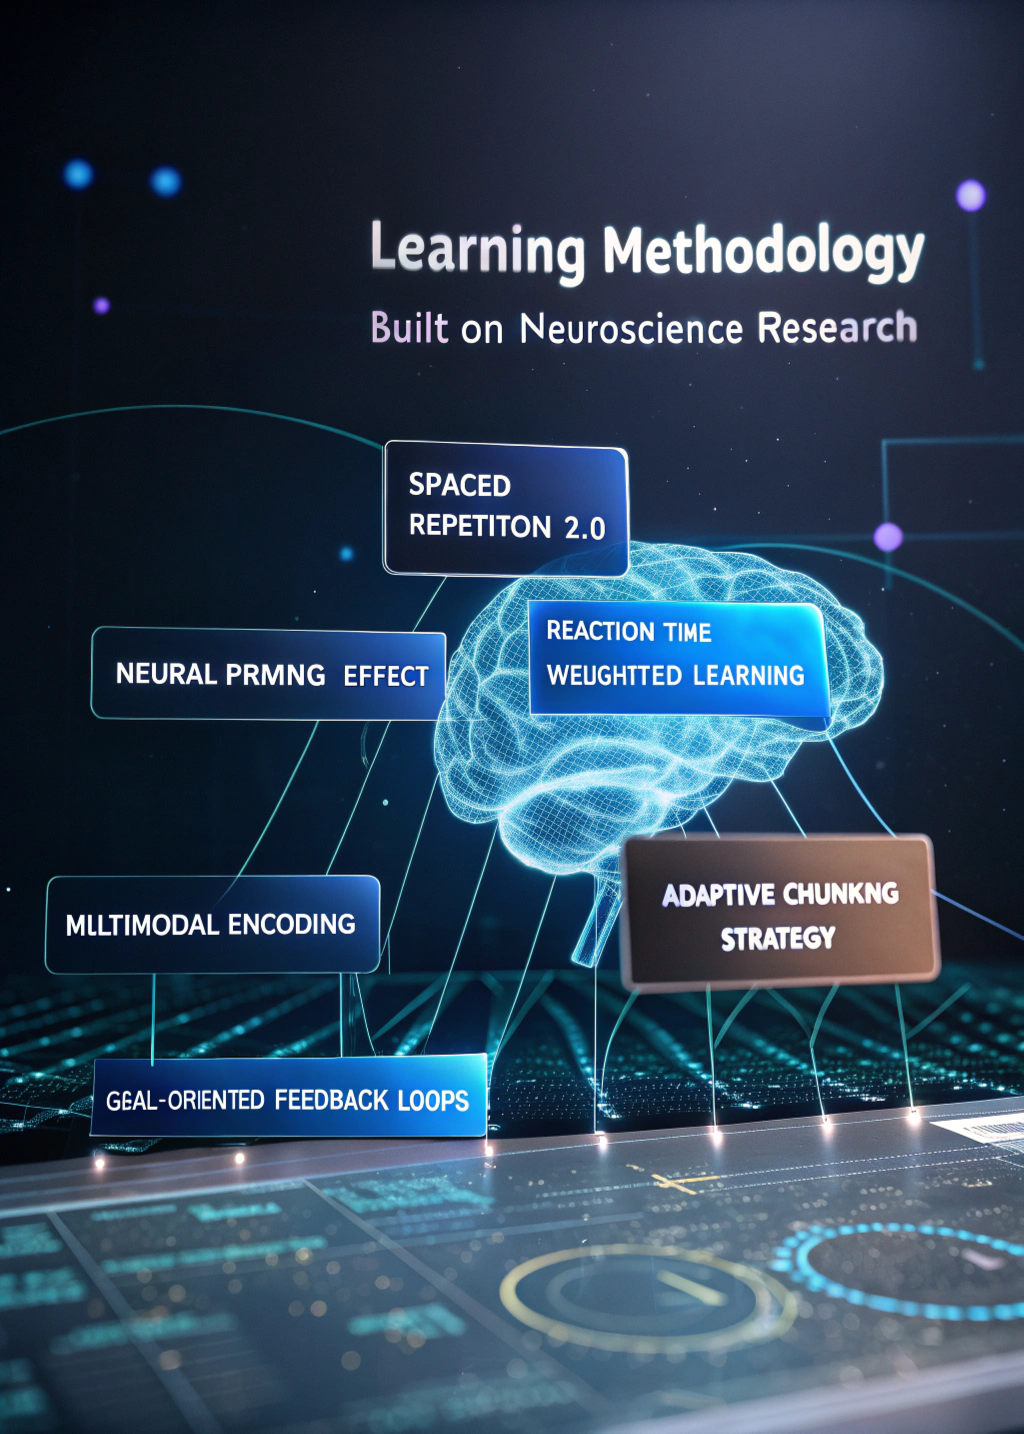 Learning Methodology
Built on Neuroscience Research
SPACED
REPETITON 2.0
REACTION TIME
WEUGHTTED LEARNING
NEURAL PRMNG EFFECT
ADAPTIVE CHUNKNG
STRATEGY
MLLTIMODAL ENCODING
GEAL-ORIENTED FEEDBACK LOOPS